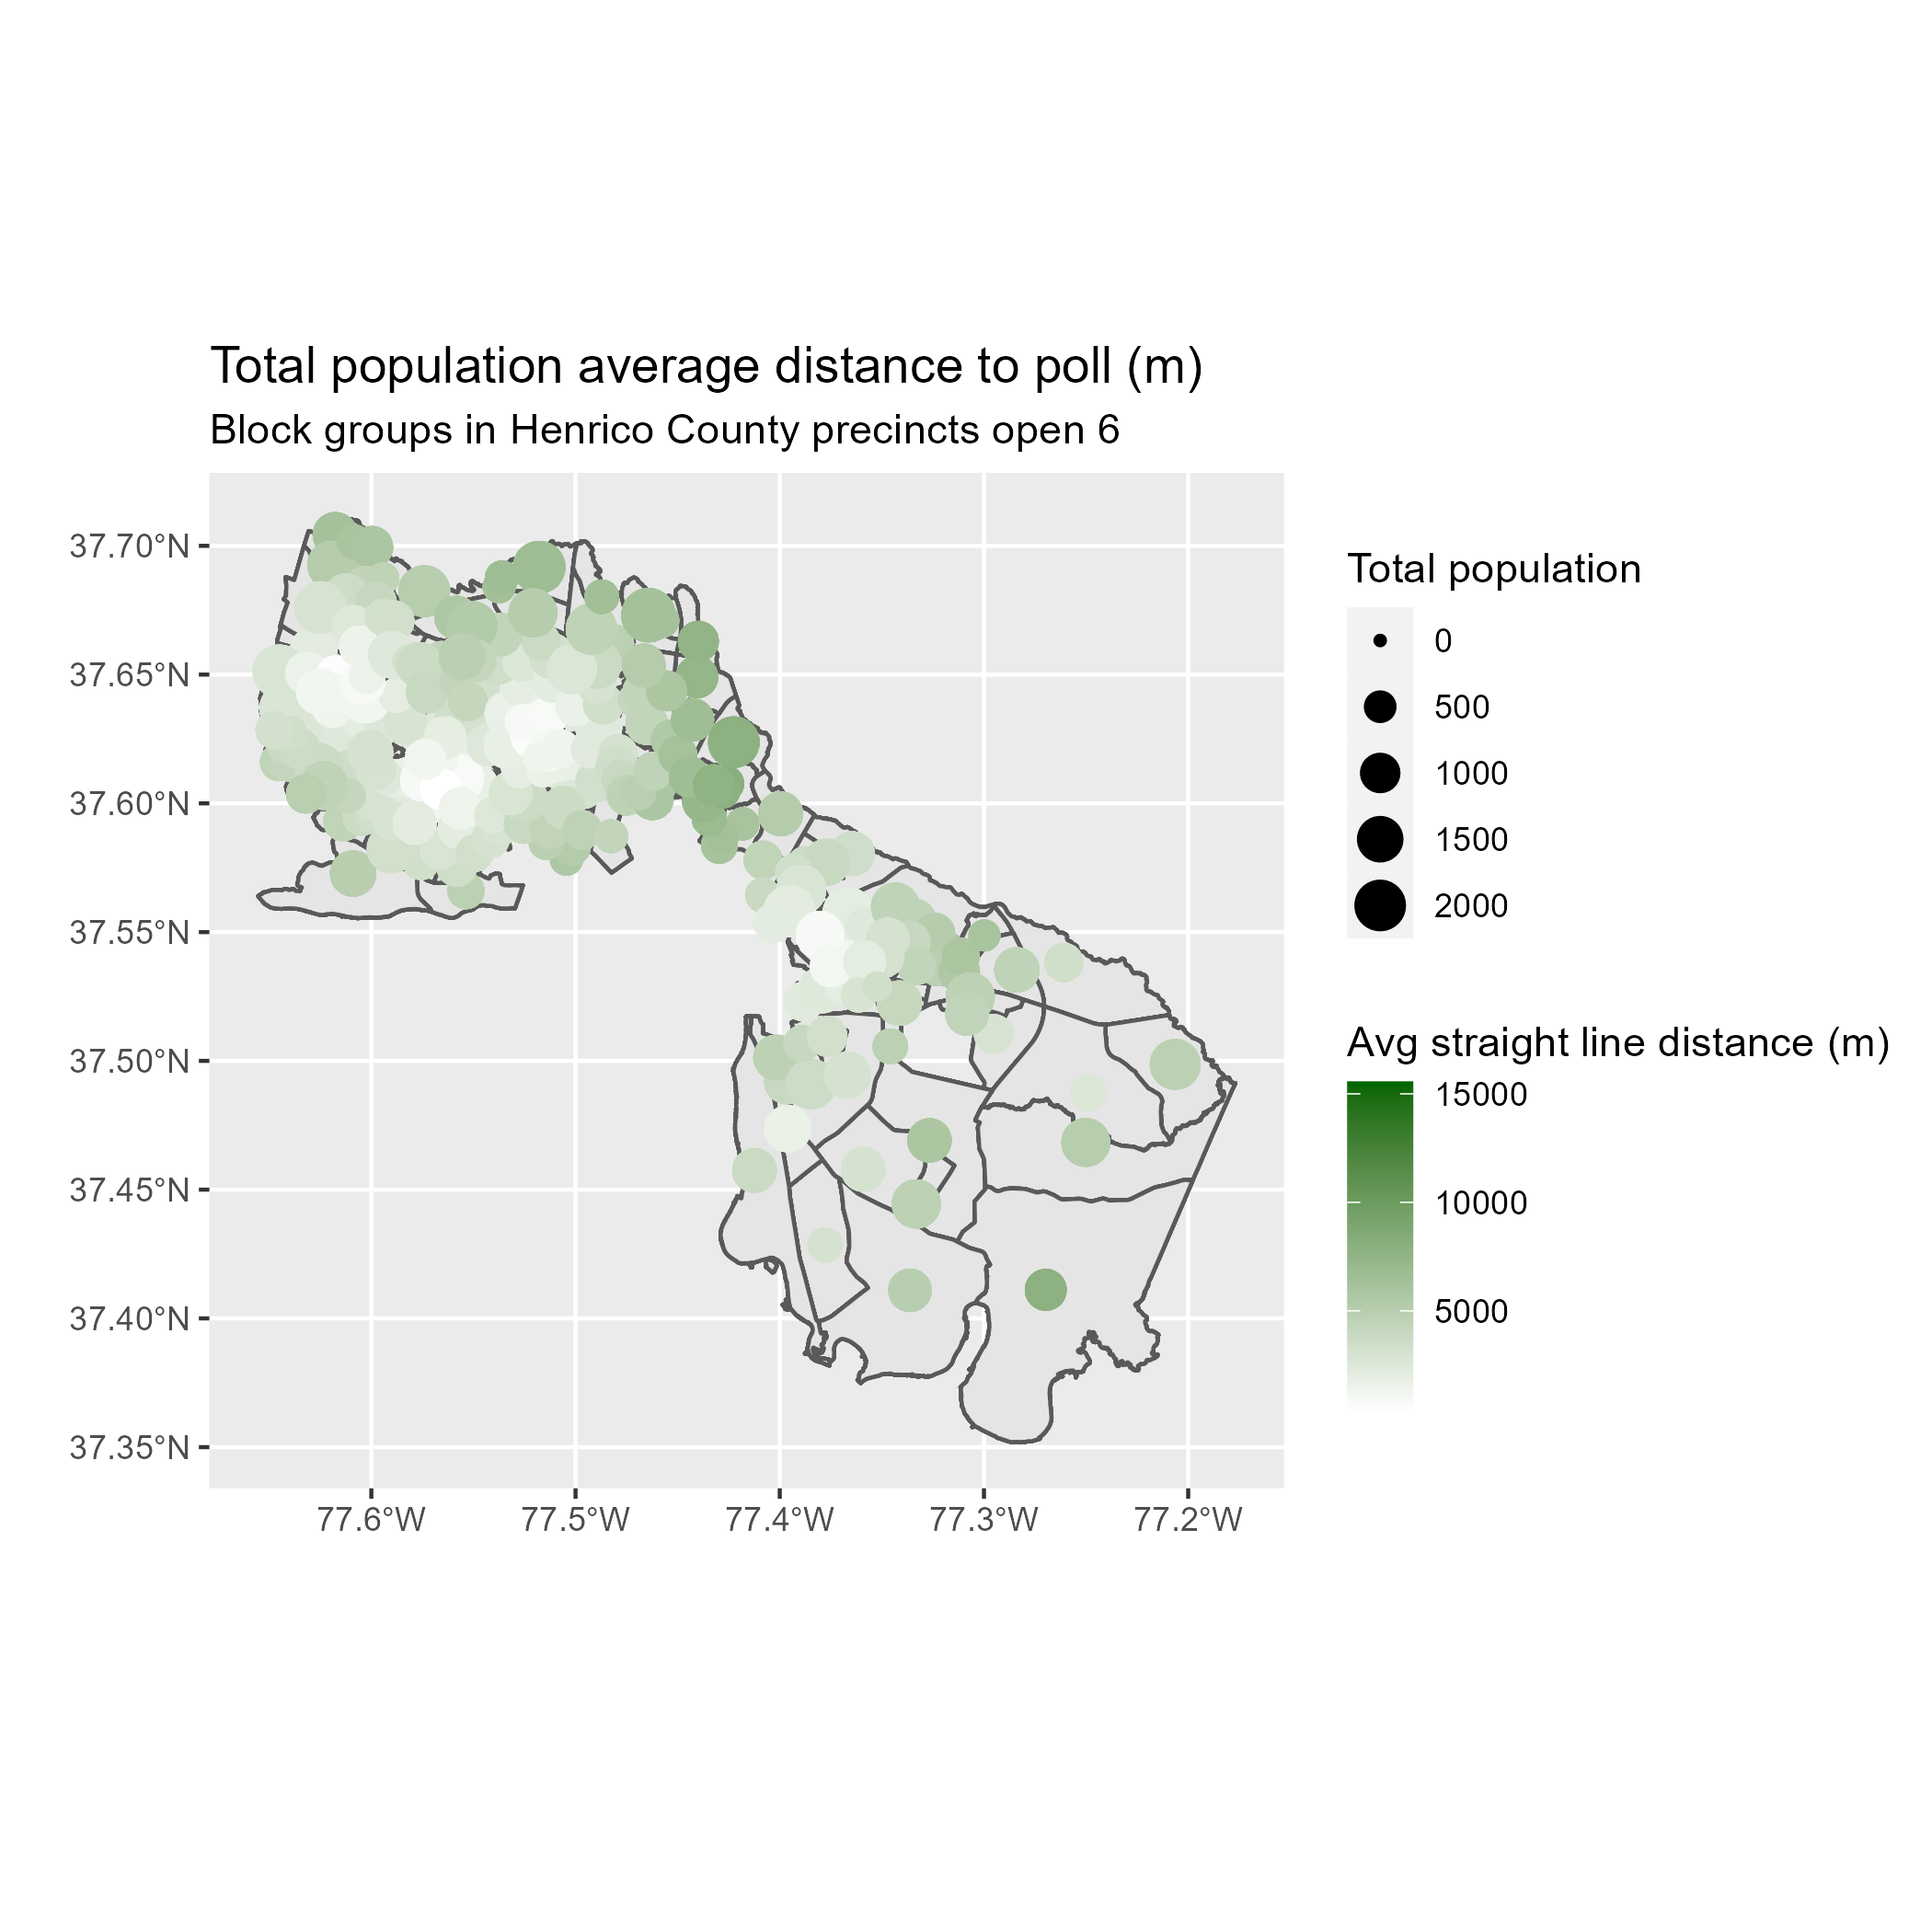 Total population average distance to poll (m)
Block groups in Henrico County precincts open 6
37.70°N
37.65°N
37.60°N
37.55°N
37.50°N
37.45°N
37.40°N
37.35°N
77.6°W
77.5°W
77.4°W
77.3°W
77.2°W
Total population
0
500
1000
1500
2000
Avg straight line distance (m)
15000
10000
5000